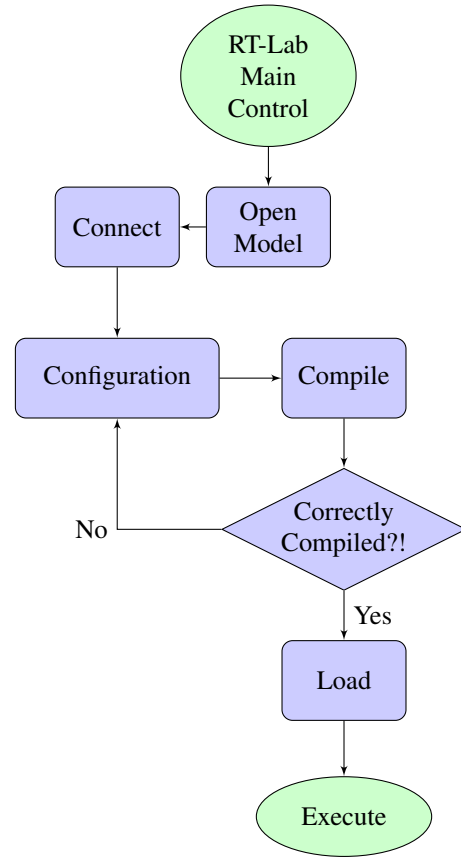 RT-Lab
Main
Control
Open
Model
Connect
Configuration
Compile
Correctly
Compiled?!
No
Yes
Load
Execute